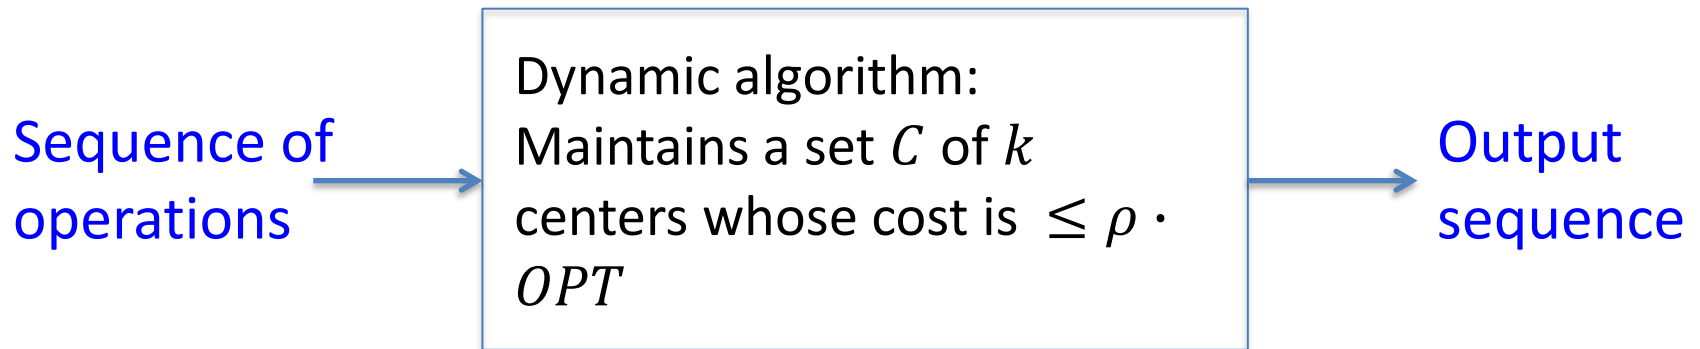 Sequence of
operations
Dynamic algorithm:
Maintains a set 𝐶 of 𝑘
centers whose cost is ≤ 𝜌 ⋅
𝑂𝑃𝑇
Output
sequence